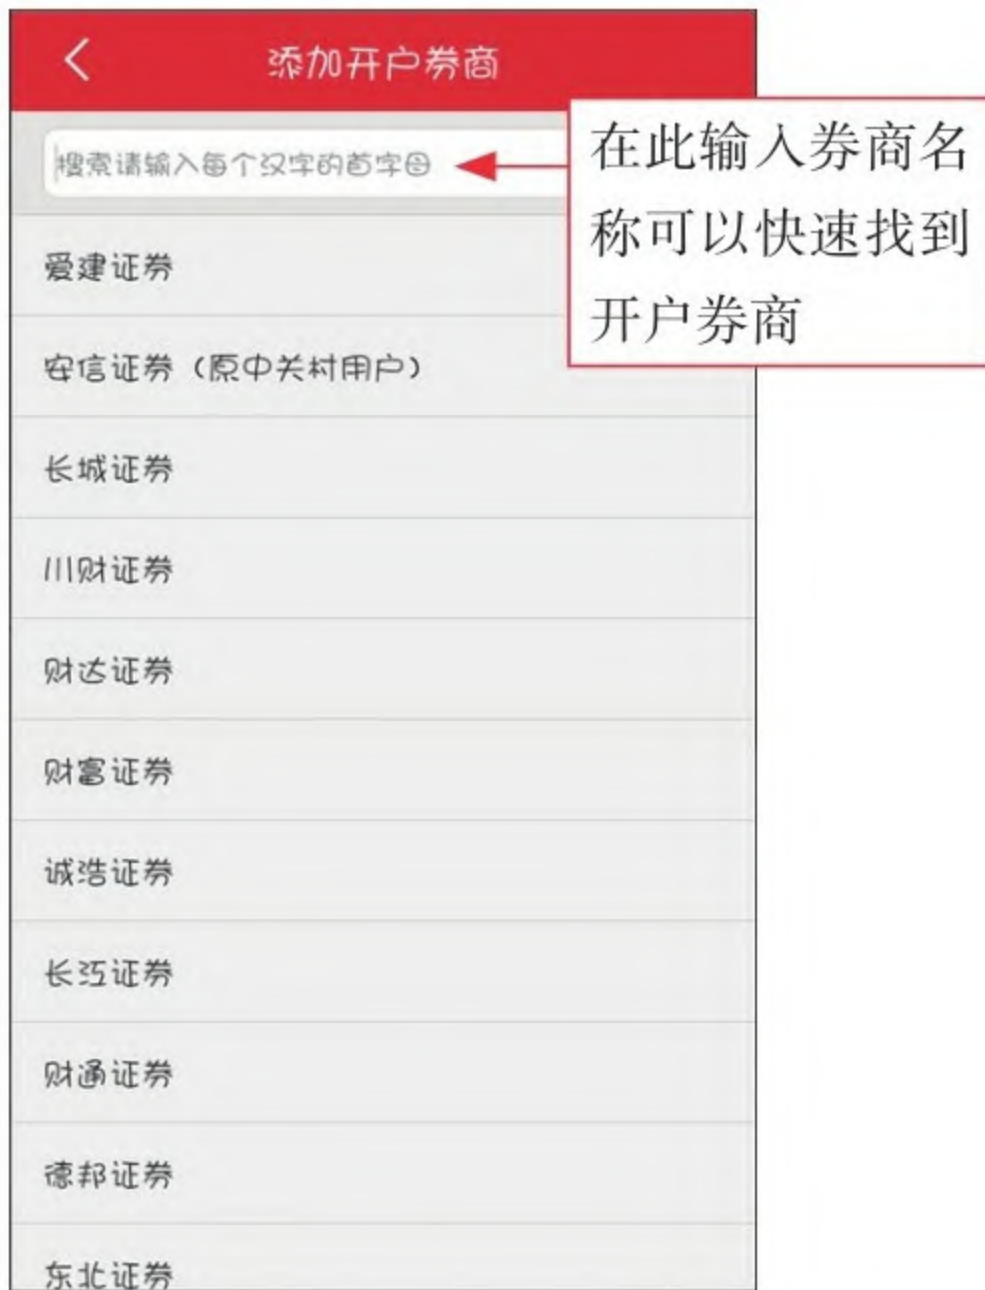 添加开户券商
搜索请输入每个汉字的首字母
在此输入券商名
称可以快速找到
开户券商
爱建证券
安信证券（原中关村用户）
长城证券
川财证券
财达证券
财富证券
诚浩证券
长江证券
财通证券
德邦证券
东北证券